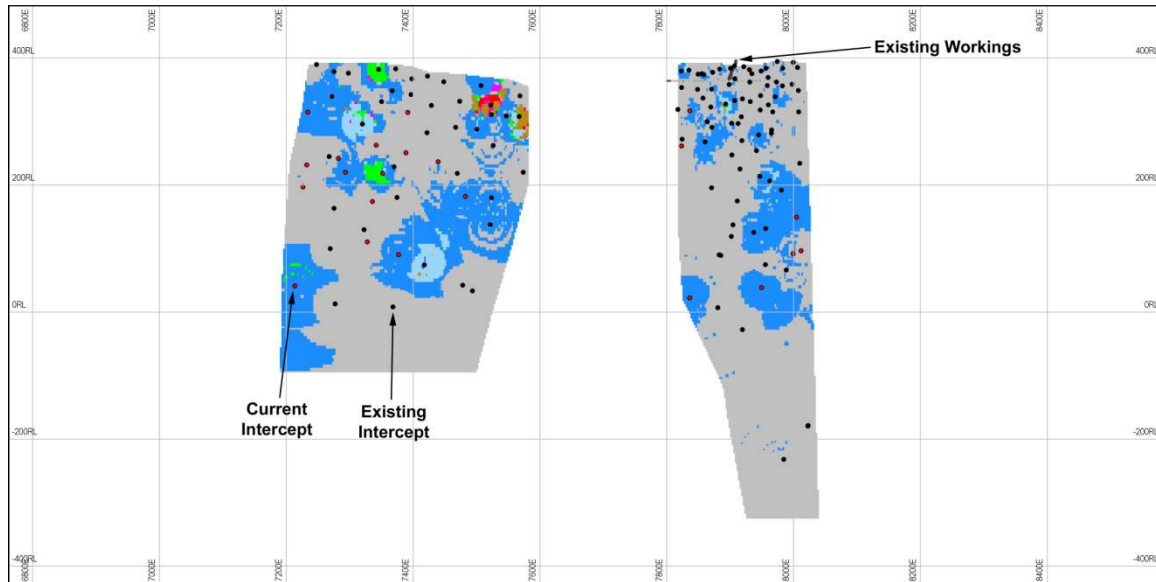 6800E 7000E 7200E 7400E 7600E 7800E 8000E 8200E 8400E
Existing Workings
400RL 400RL
200RL 200RL
0RL 0RL
Current
Intercept
Existing
Intercept
-200RL -200RL
-400RL -400RL
6800E 7000E 7200E 7400E 7600E 7800E 8000E 8200E 8400E